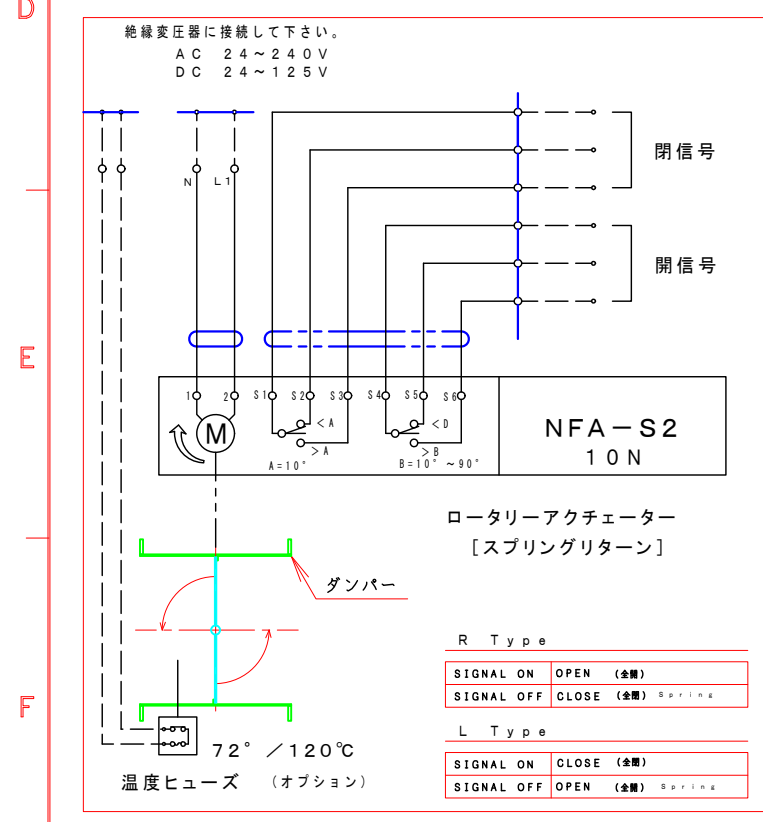 D
絶縁変圧器に接続して下さい。
AC 24～240V
DC 24～125V
閉信号
N L1
開信号
E
1 2 S1 S2 S3 S4 S5 S6
M
<A
>A
A=10°
<D
>B
B=10°～90°
NFA-S2
10N
ロータリーアクチェーター
[スプリングリターン]
ダンパー
R Type
SIGNAL ON OPEN (全開)
SIGNAL OFF CLOSE (全閉) Spring
F
L Type
SIGNAL ON CLOSE (全閉)
SIGNAL OFF OPEN (全開) Spring
72°／120℃
温度ヒューズ (オプション)